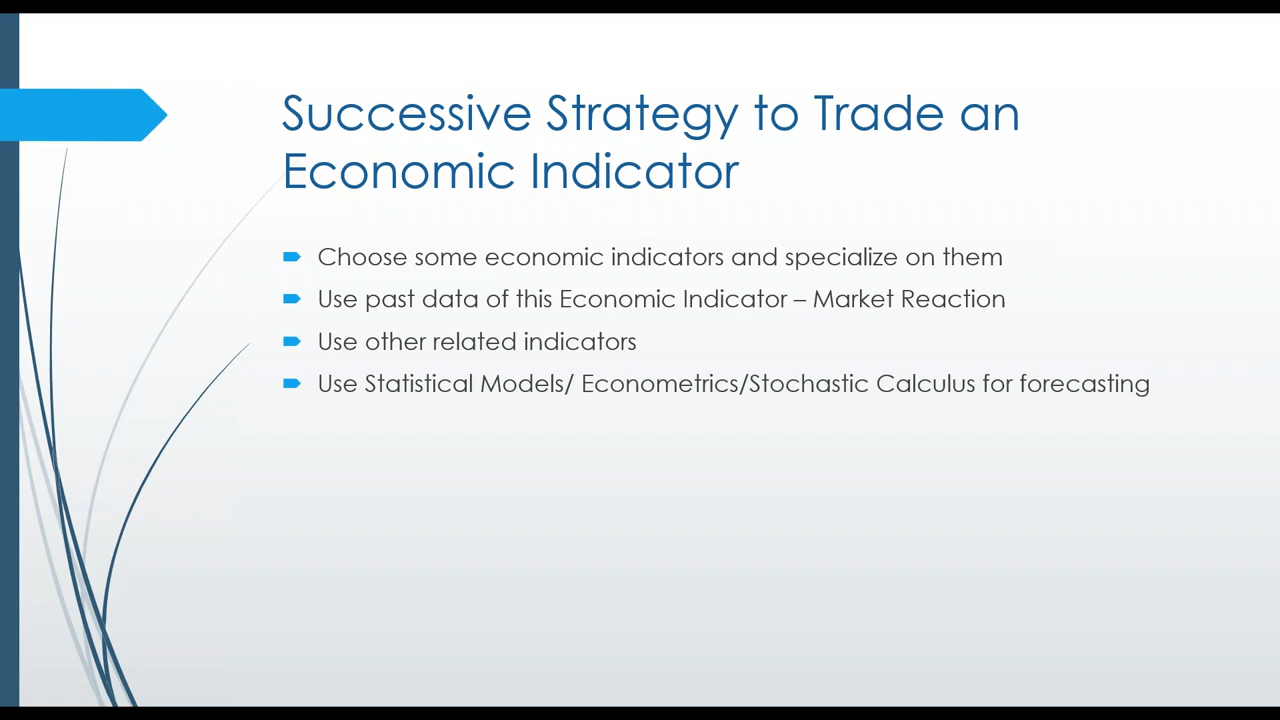 Successive Strategy to Trade an
Economic Indicator
Choose some economic indicators and specialize on them
Use past data of this Economic Indicator – Market Reaction
Use other related indicators
Use Statistical Models/ Econometrics/Stochastic Calculus for forecasting